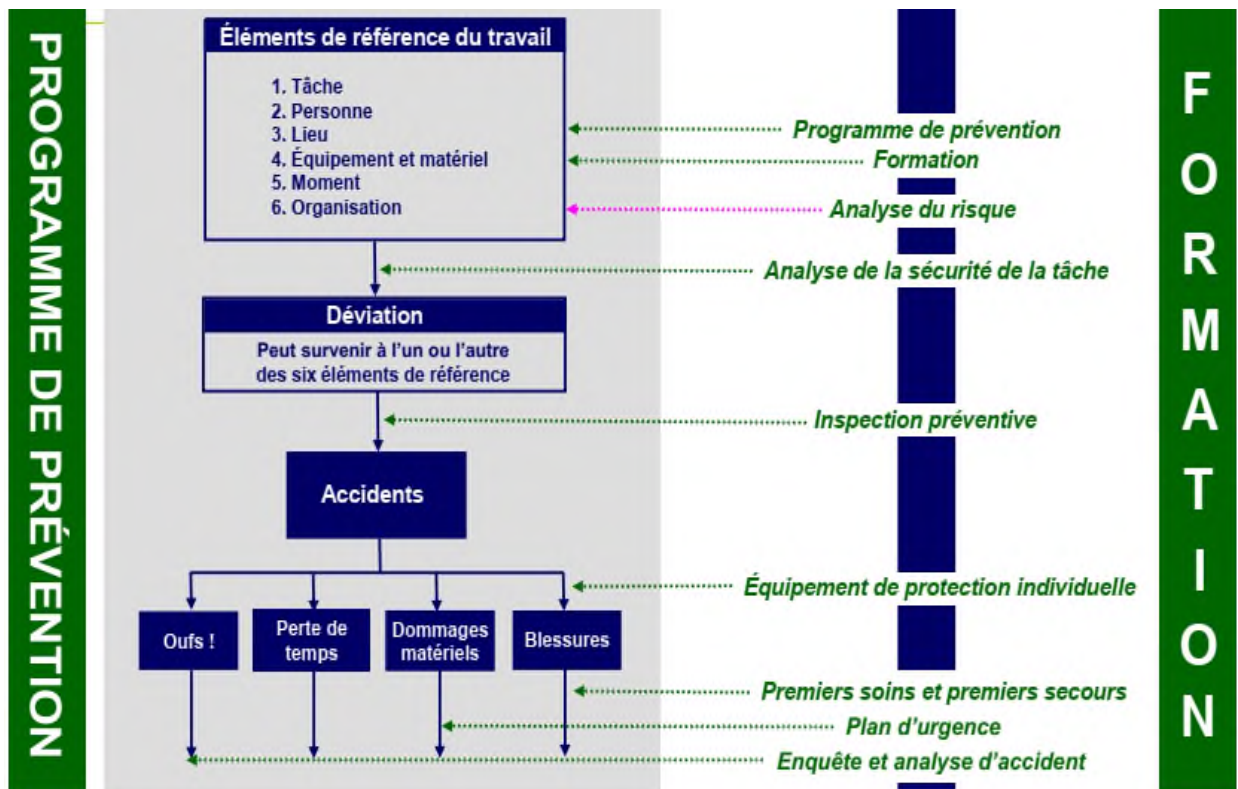 PROGRAMME DE PRÉVENTION
Éléments de référence du travail
1. Tâche
2. Personne
3. Lieu
4. Équipement et matériel
5. Moment
6. Organisation
Programme de prévention
Formation
Analyse du risque
Analyse de la sécurité de la tâche
Déviation
Peut survenir à l'un ou l'autre
des six éléments de référence
Inspection préventive
Accidents
Équipement de protection individuelle
Oufs !
Perte de
temps
Dommages
matériels
Blessures
Premiers soins et premiers secours
Plan d'urgence
Enquête et analyse d'accident
FORMATION